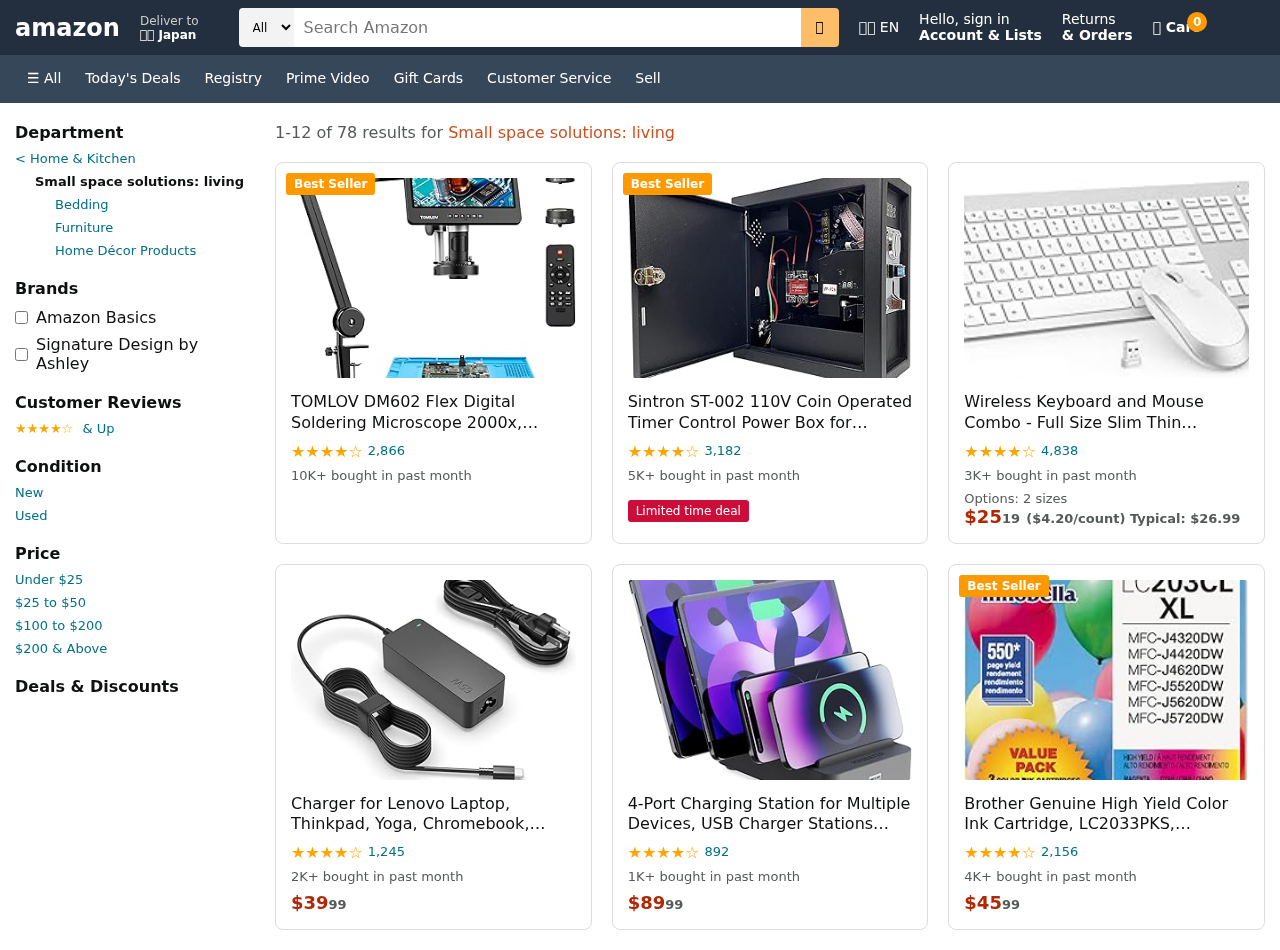 amazon
Deliver to
Japan
All
Search Amazon
EN
Hello, sign in
Account & Lists
Returns
& Orders
0
☰ All
Today's Deals
Registry
Prime Video
Gift Cards
Customer Service
Sell
Department
< Home & Kitchen
Small space solutions: living
Bedding
Furniture
Home Décor Products
Brands
Amazon Basics
Signature Design by
Ashley
Customer Reviews
★★★★☆ & Up
Condition
New
Used
Price
Under $25
$25 to $50
$100 to $200
$200 & Above
Deals & Discounts
1-12 of 78 results for Small space solutions: living
Best Seller
TOMLOV
TOMLOV DM602 Flex Digital
Soldering Microscope 2000x,…
★★★★☆ 2,866
10K+ bought in past month
Best Seller
Sintron ST-002 110V Coin Operated
Timer Control Power Box for…
★★★★☆ 3,182
5K+ bought in past month
Limited time deal
Wireless Keyboard and Mouse
Combo - Full Size Slim Thin…
★★★★☆ 4,838
3K+ bought in past month
Options: 2 sizes
$2519 ($4.20/count) Typical: $26.99
65W
Charger for Lenovo Laptop,
Thinkpad, Yoga, Chromebook,…
★★★★☆ 1,245
2K+ bought in past month
$3999
4-Port Charging Station for Multiple
Devices, USB Charger Stations…
★★★★☆ 892
1K+ bought in past month
$8999
Best Seller
Innobella
LC203CL
XL
MFC-J4320DW
MFC-J4420DW
MFC-J4620DW
MFC-J5520DW
MFC-J5620DW
MFC-J5720DW
550*
page yield
rendement
rendimiento
rendimento
VALUE
PACK
Brother Genuine High Yield Color
Ink Cartridge, LC2033PKS,…
★★★★☆ 2,156
4K+ bought in past month
$4599